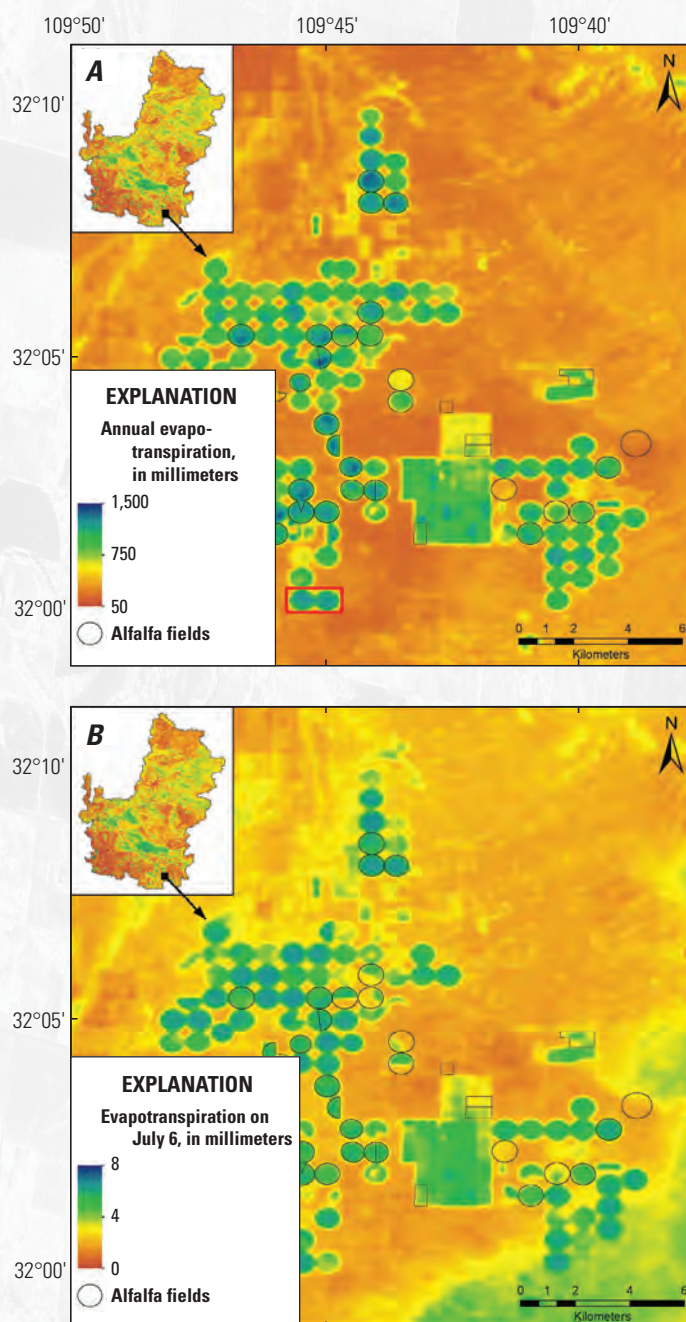 109°50' 109°45' 109°40'
A
N
32°10'
32°05'
EXPLANATION
Annual evapo-
transpiration,
in millimeters
1,500
750
50
Alfalfa fields
32°00'
0 1 2 4 6
Kilometers
B
N
32°10'
32°05'
EXPLANATION
Evapotranspiration on
July 6, in millimeters
8
4
0
Alfalfa fields
32°00'
0 1 2 4 6
Kilometers